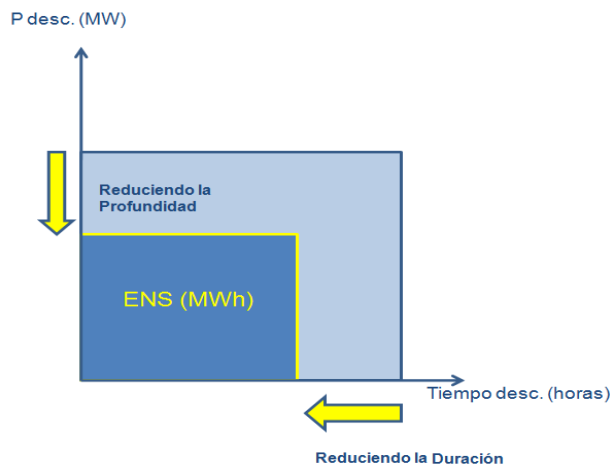 P desc. (MW)
Reduciendo la
Profundidad
ENS (MWh)
Tiempo desc. (horas)
Reduciendo la Duración